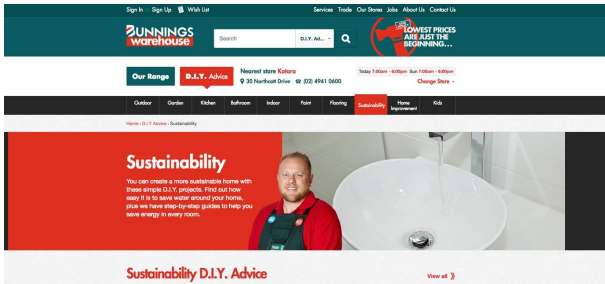 Sign In Sign Up Wish List Services Trade Our Stores Jobs About Us Contact Us
BUNNINGS
warehouse
Search D.I.Y. Ad...
LOWEST PRICES
ARE JUST THE
BEGINNING...
Our Range D.I.Y. Advice
Nearest store Kotara
30 Northcott Drive (02) 4941 0600
Today 7:00am - 9:00pm Sun 7:00am - 6:00pm
Change Store
Outdoor Garden Kitchen Bathroom Indoor Paint Flooring Sustainability Home Improvement Kids
Home › D.I.Y Advice › Sustainability
Sustainability
You can create a more sustainable home with
these simple D.I.Y. projects. Find out how
easy it is to save water around your home,
plus we have step-by-step guides to help you
save energy in every room.
Sustainability D.I.Y. Advice
View all